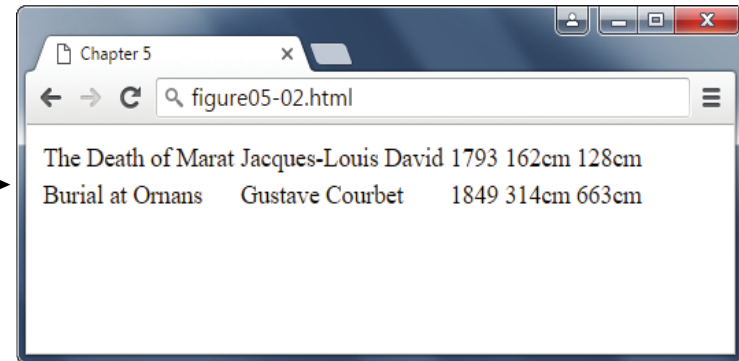 Chapter 5
figure05-02.html
The Death of Marat Jacques-Louis David 1793 162cm 128cm
Burial at Ornans Gustave Courbet 1849 314cm 663cm